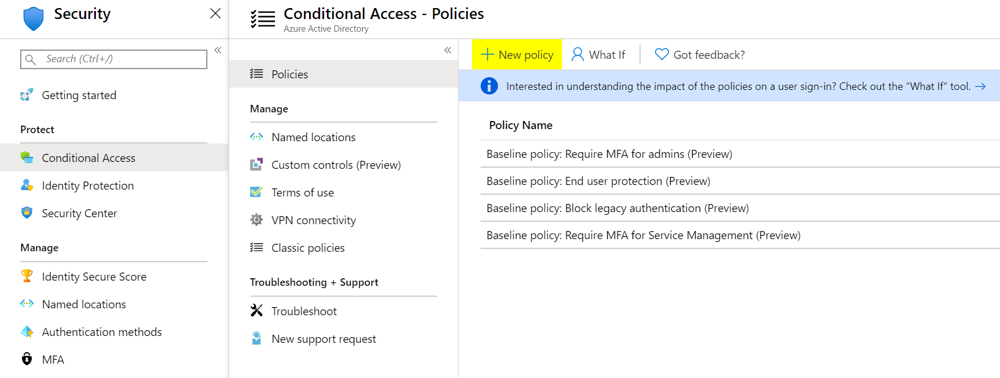 Security
Search (Ctrl+/)
Getting started
Protect
Conditional Access
Identity Protection
Security Center
Manage
Identity Secure Score
Named locations
Authentication methods
MFA
Conditional Access - Policies
Azure Active Directory
Policies
Manage
Named locations
Custom controls (Preview)
Terms of use
VPN connectivity
Classic policies
Troubleshooting + Support
Troubleshoot
New support request
New policy
What If
Got feedback?
Interested in understanding the impact of the policies on a user sign-in? Check out the "What If" tool.
Policy Name
Baseline policy: Require MFA for admins (Preview)
Baseline policy: End user protection (Preview)
Baseline policy: Block legacy authentication (Preview)
Baseline policy: Require MFA for Service Management (Preview)